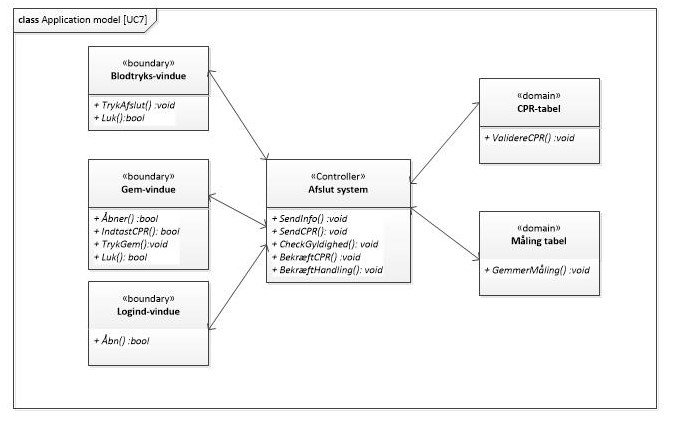 class Application model [UC7]
«boundary»
Blodtryks-vindue
+ TrykAfslut() :void
+ Luk():bool
«boundary»
Gem-vindue
+ Åbner() :bool
+ IndtastCPR(): bool
+ TrykGem():void
+ Luk(): bool
«boundary»
Logind-vindue
+ Åbn() :bool
«Controller»
Afslut system
+ SendInfo() :void
+ SendCPR(): void
+ CheckGyldighed(): void
+ BekræftCPR() :void
+ BekræftHandling(): void
«domain»
CPR-tabel
+ ValidereCPR() :void
«domain»
Måling tabel
+ GemmerMåling() :void